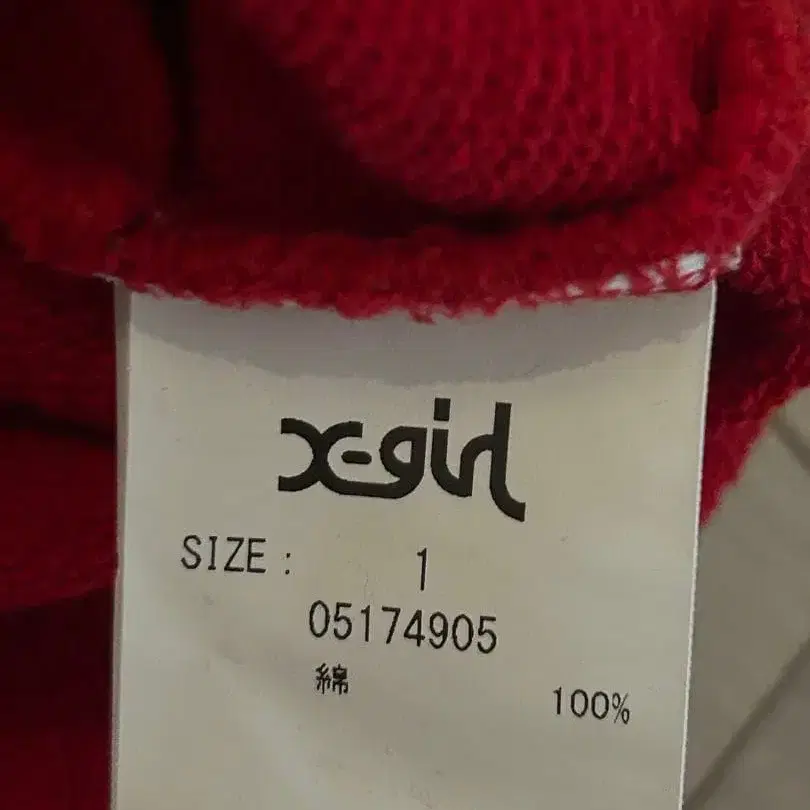 X-girl
SIZE : 1
05174905
綿 100%